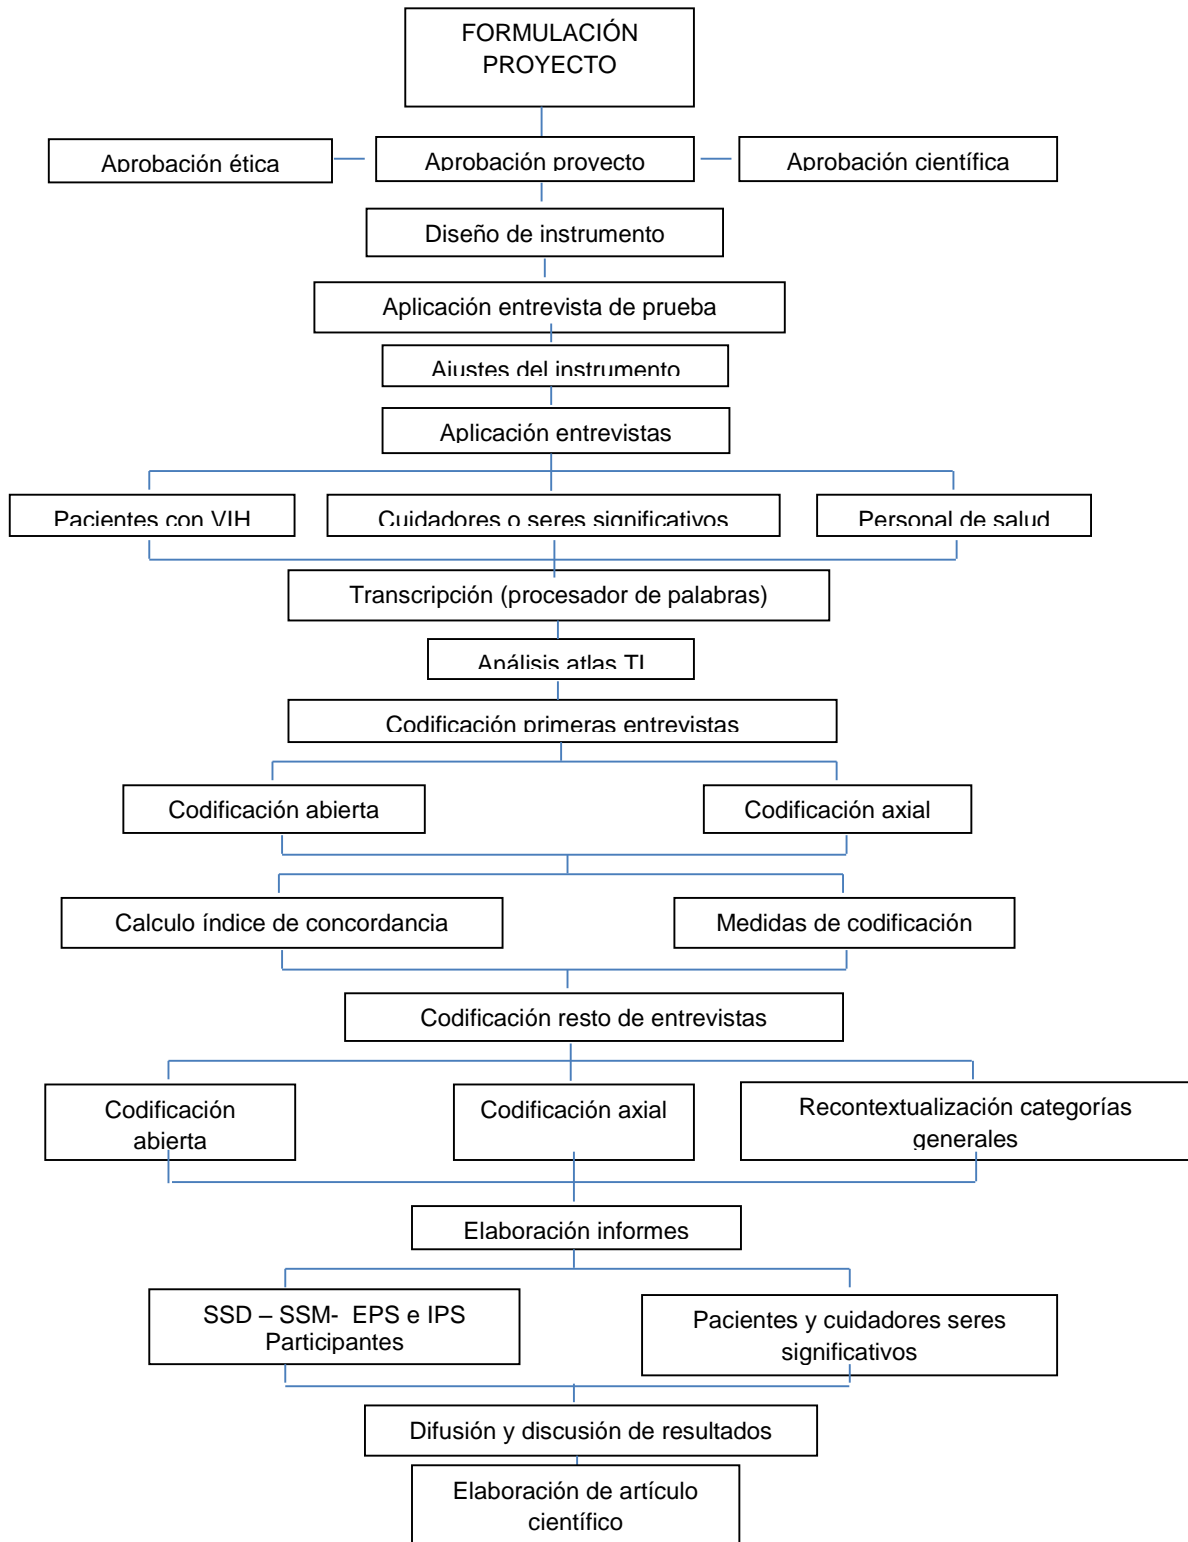 FORMULACIÓN
PROYECTO
Aprobación ética
Aprobación proyecto
Aprobación científica
Diseño de instrumento
Aplicación entrevista de prueba
Ajustes del instrumento
Aplicación entrevistas
Pacientes con VIH
Cuidadores o seres significativos
Personal de salud
Transcripción (procesador de palabras)
Análisis atlas TI
Codificación primeras entrevistas
Codificación abierta
Codificación axial
Calculo índice de concordancia
Medidas de codificación
Codificación resto de entrevistas
Codificación
abierta
Codificación axial
Recontextualización categorías
generales
Elaboración informes
SSD – SSM- EPS e IPS
Participantes
Pacientes y cuidadores seres
significativos
Difusión y discusión de resultados
Elaboración de artículo
científico